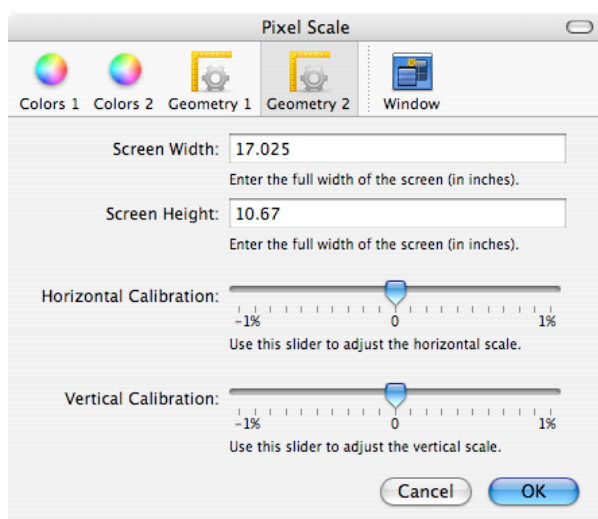 Pixel Scale
Colors 1 Colors 2 Geometry 1 Geometry 2 Window
Screen Width: 17.025
Enter the full width of the screen (in inches).
Screen Height: 10.67
Enter the full width of the screen (in inches).
Horizontal Calibration:
-1% 0 1%
Use this slider to adjust the horizontal scale.
Vertical Calibration:
-1% 0 1%
Use this slider to adjust the vertical scale.
Cancel OK